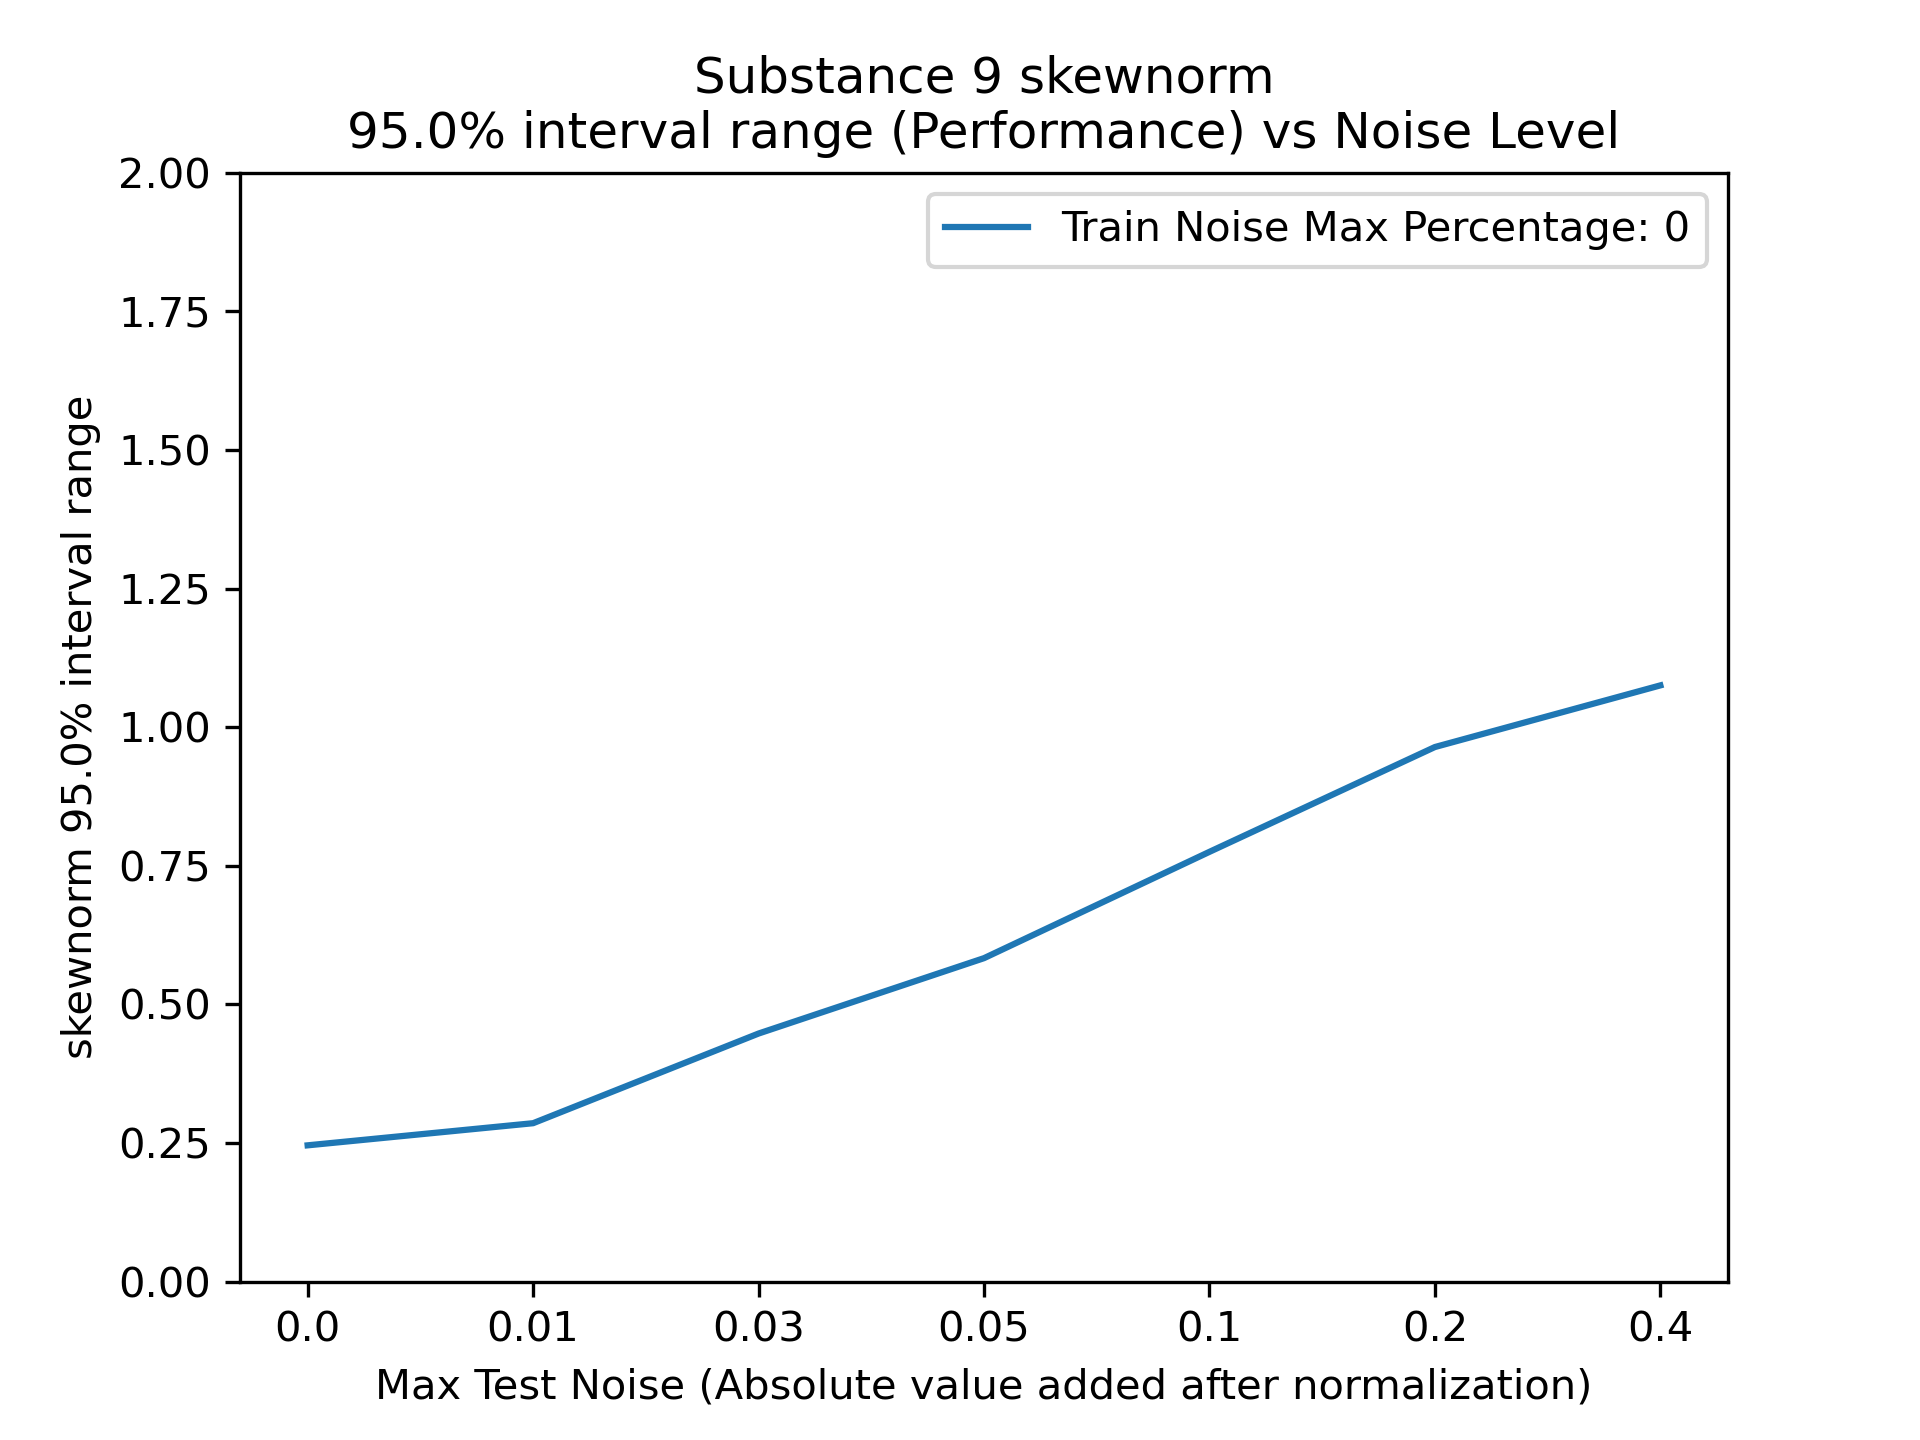 Substance 9 skewnorm
95.0% interval range (Performance) vs Noise Level
Train Noise Max Percentage: 0
skewnorm 95.0% interval range
2.00
1.75
1.50
1.25
1.00
0.75
0.50
0.25
0.00
0.0 0.01 0.03 0.05 0.1 0.2 0.4
Max Test Noise (Absolute value added after normalization)